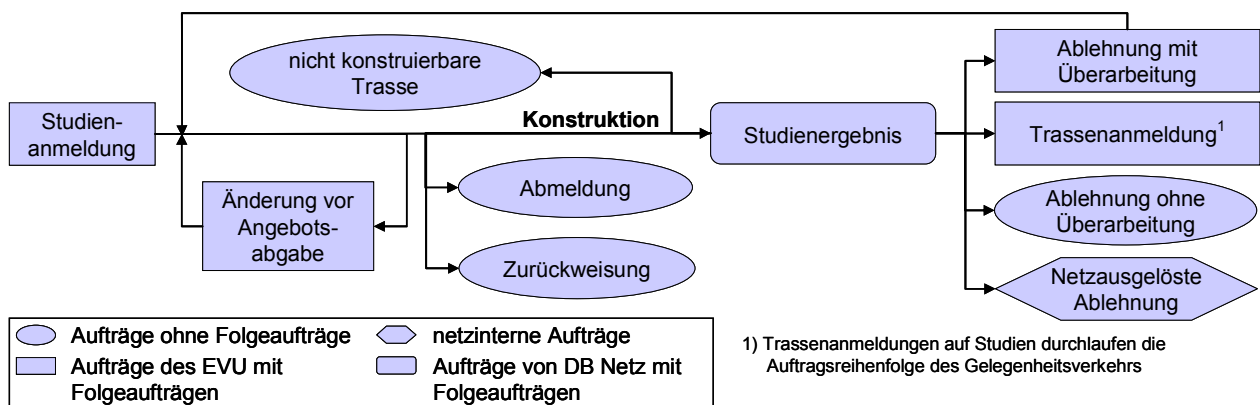 nicht konstruierbare
Trasse
Ablehnung mit
Überarbeitung
Studien-
anmeldung
Konstruktion
Studienergebnis
Trassenanmeldung¹
Änderung vor
Angebots-
abgabe
Abmeldung
Ablehnung ohne
Überarbeitung
Zurückweisung
Netzausgelöste
Ablehnung
Aufträge ohne Folgeaufträge
netzinterne Aufträge
Aufträge des EVU mit
Folgeaufträgen
Aufträge von DB Netz mit
Folgeaufträgen
1) Trassenanmeldungen auf Studien durchlaufen die
Auftragsreihenfolge des Gelegenheitsverkehrs